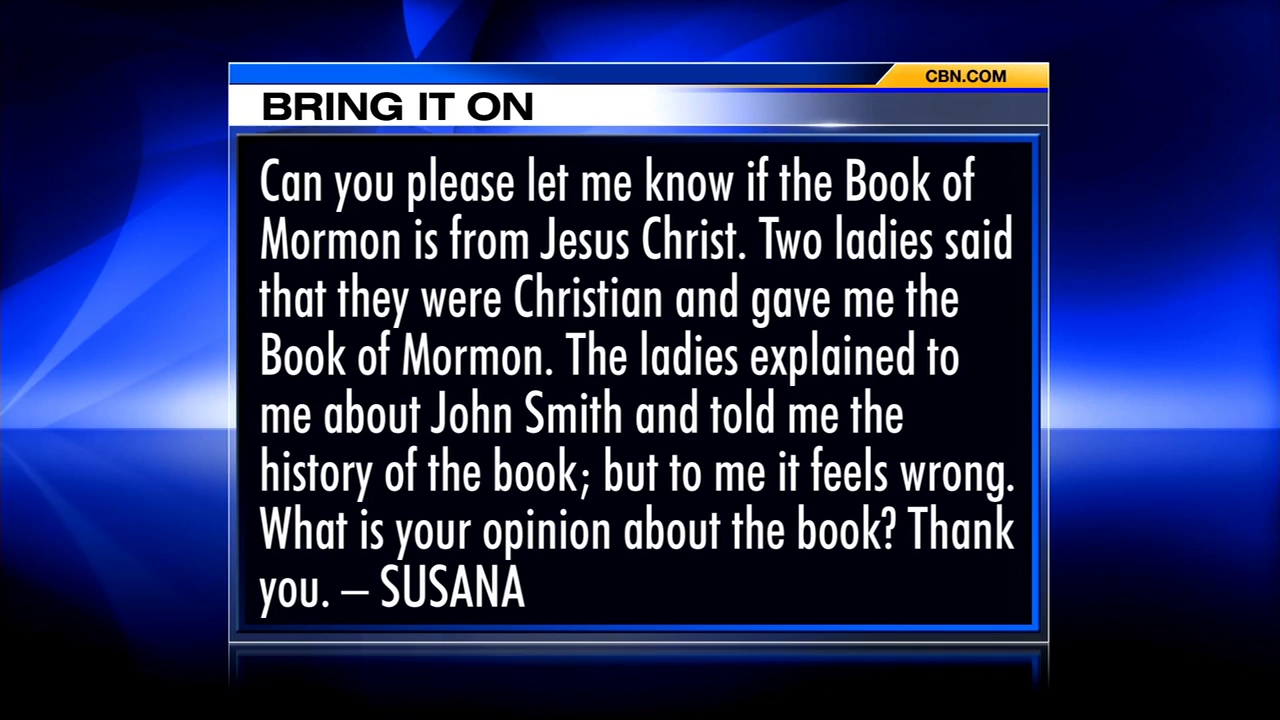 CBN.COM
BRING IT ON
Can you please let me know if the Book of
Mormon is from Jesus Christ. Two ladies said
that they were Christian and gave me the
Book of Mormon. The ladies explained to
me about John Smith and told me the
history of the book; but to me it feels wrong.
What is your opinion about the book? Thank
you. – SUSANA